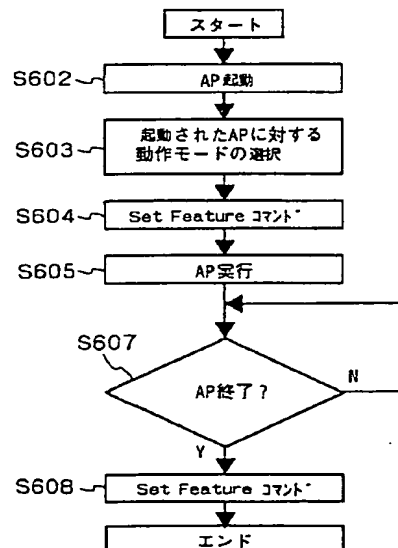 スタート
S602
AP起動
S603
起動されたAPに対する
動作モードの選択
S604
Set Feature コマンド
S605
AP実行
S607
AP終了？
N
Y
S608
Set Feature コマンド
エンド